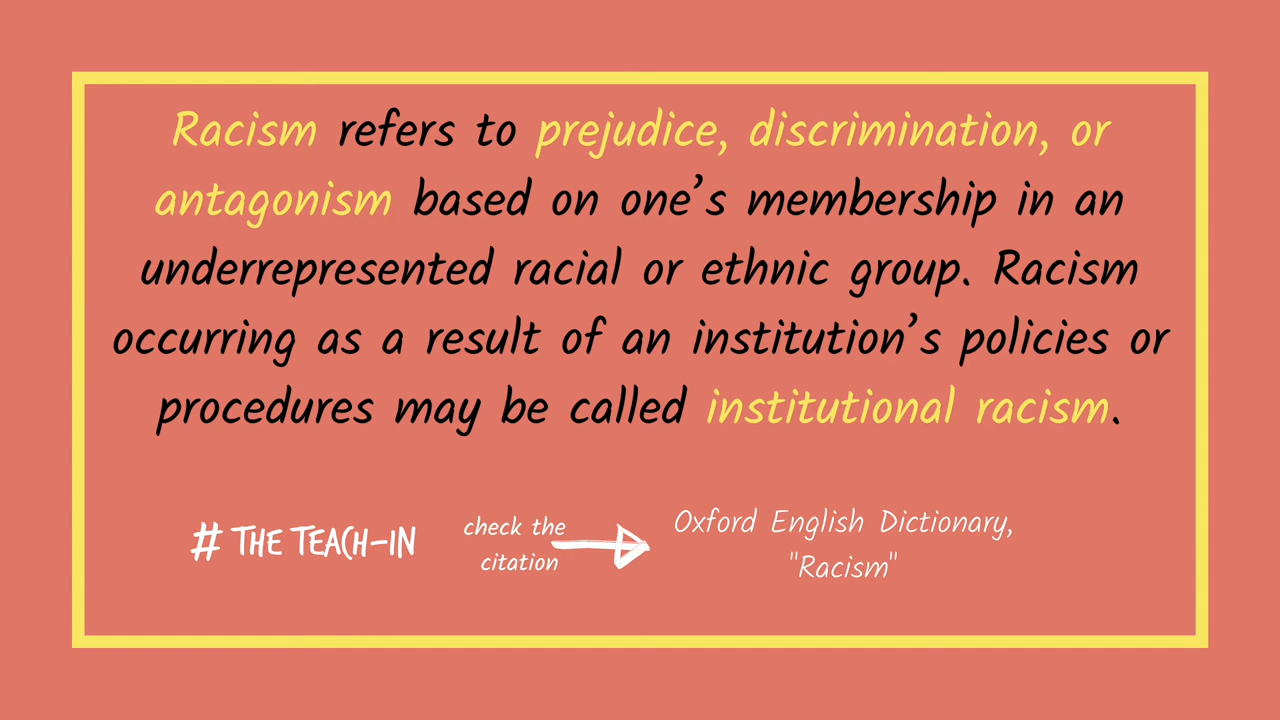 Racism refers to prejudice, discrimination, or
antagonism based on one's membership in an
underrepresented racial or ethnic group. Racism
occurring as a result of an institution's policies or
procedures may be called institutional racism.
# THE TEACH-IN
check the
citation
Oxford English Dictionary,
"Racism"